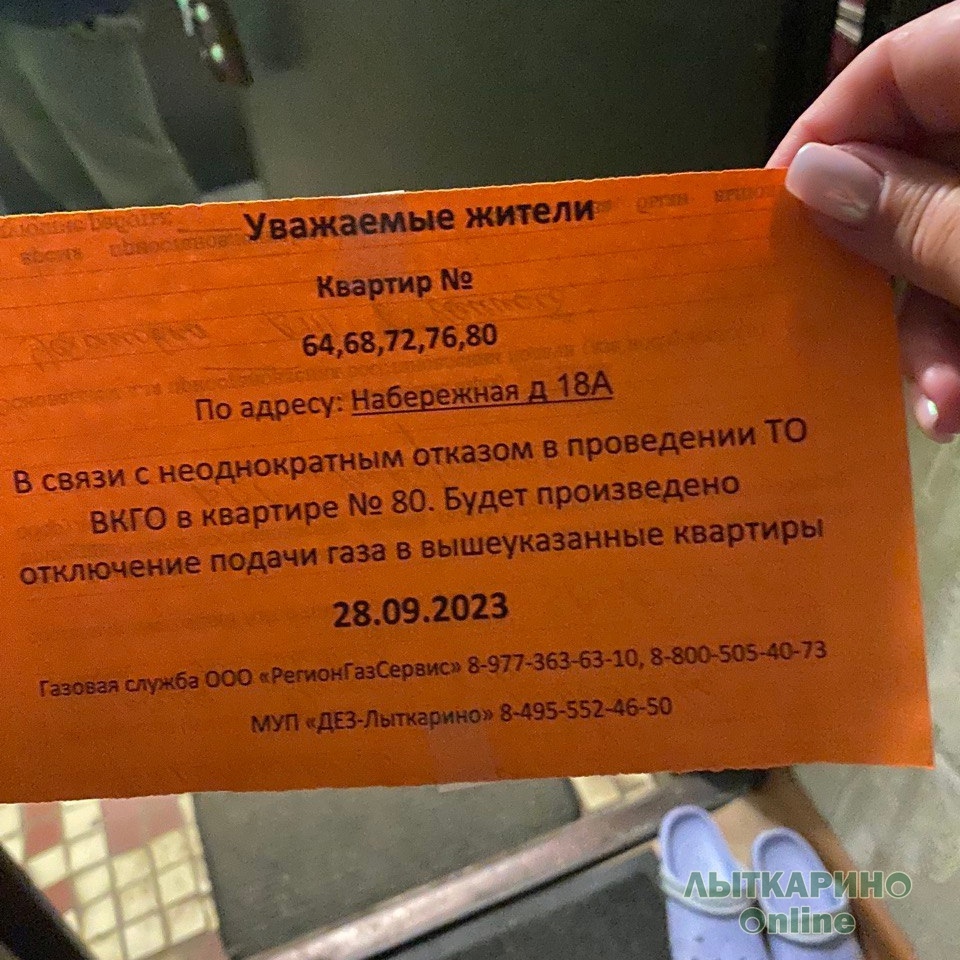 Уважаемые жители
Квартир №
64,68,72,76,80
По адресу: Набережная д 18А
В связи с неоднократным отказом в проведении ТО
ВКГО в квартире № 80. Будет произведено
отключение подачи газа в вышеуказанные квартиры
28.09.2023
Газовая служба ООО «РегионГазСервис» 8-977-363-63-10, 8-800-505-40-73
МУП «ДЕЗ-Лыткарино» 8-495-552-46-50
ЛЫТКАРИНО
Online